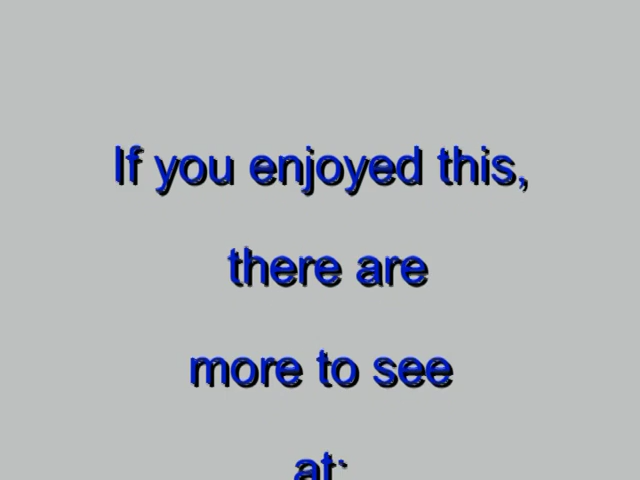 If you enjoyed this,
there are
more to see
at: